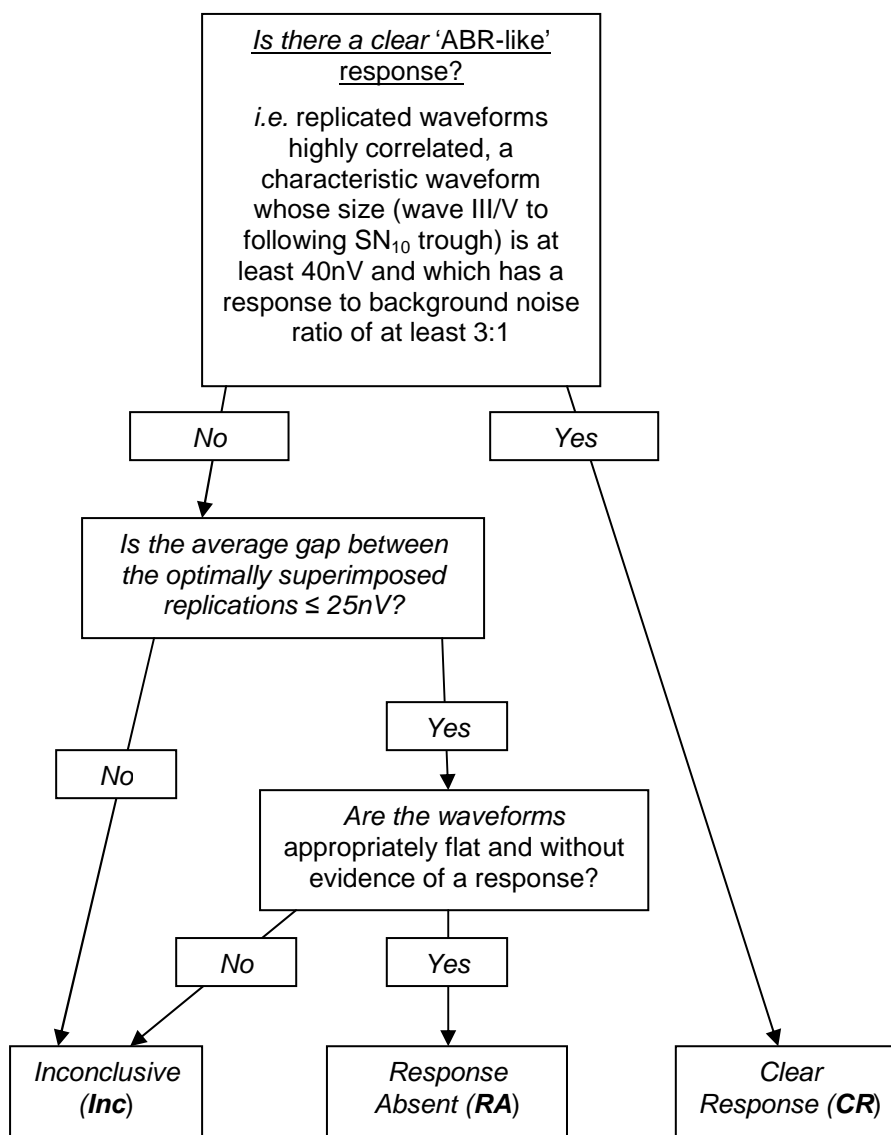 Is there a clear ‘ABR-like’
response?
i.e. replicated waveforms
highly correlated, a
characteristic waveform
whose size (wave III/V to
following SN₁₀ trough) is at
least 40nV and which has a
response to background noise
ratio of at least 3:1
No
Yes
Is the average gap between
the optimally superimposed
replications ≤ 25nV?
Yes
No
Are the waveforms
appropriately flat and without
evidence of a response?
No
Yes
Inconclusive
(Inc)
Response
Absent (RA)
Clear
Response (CR)